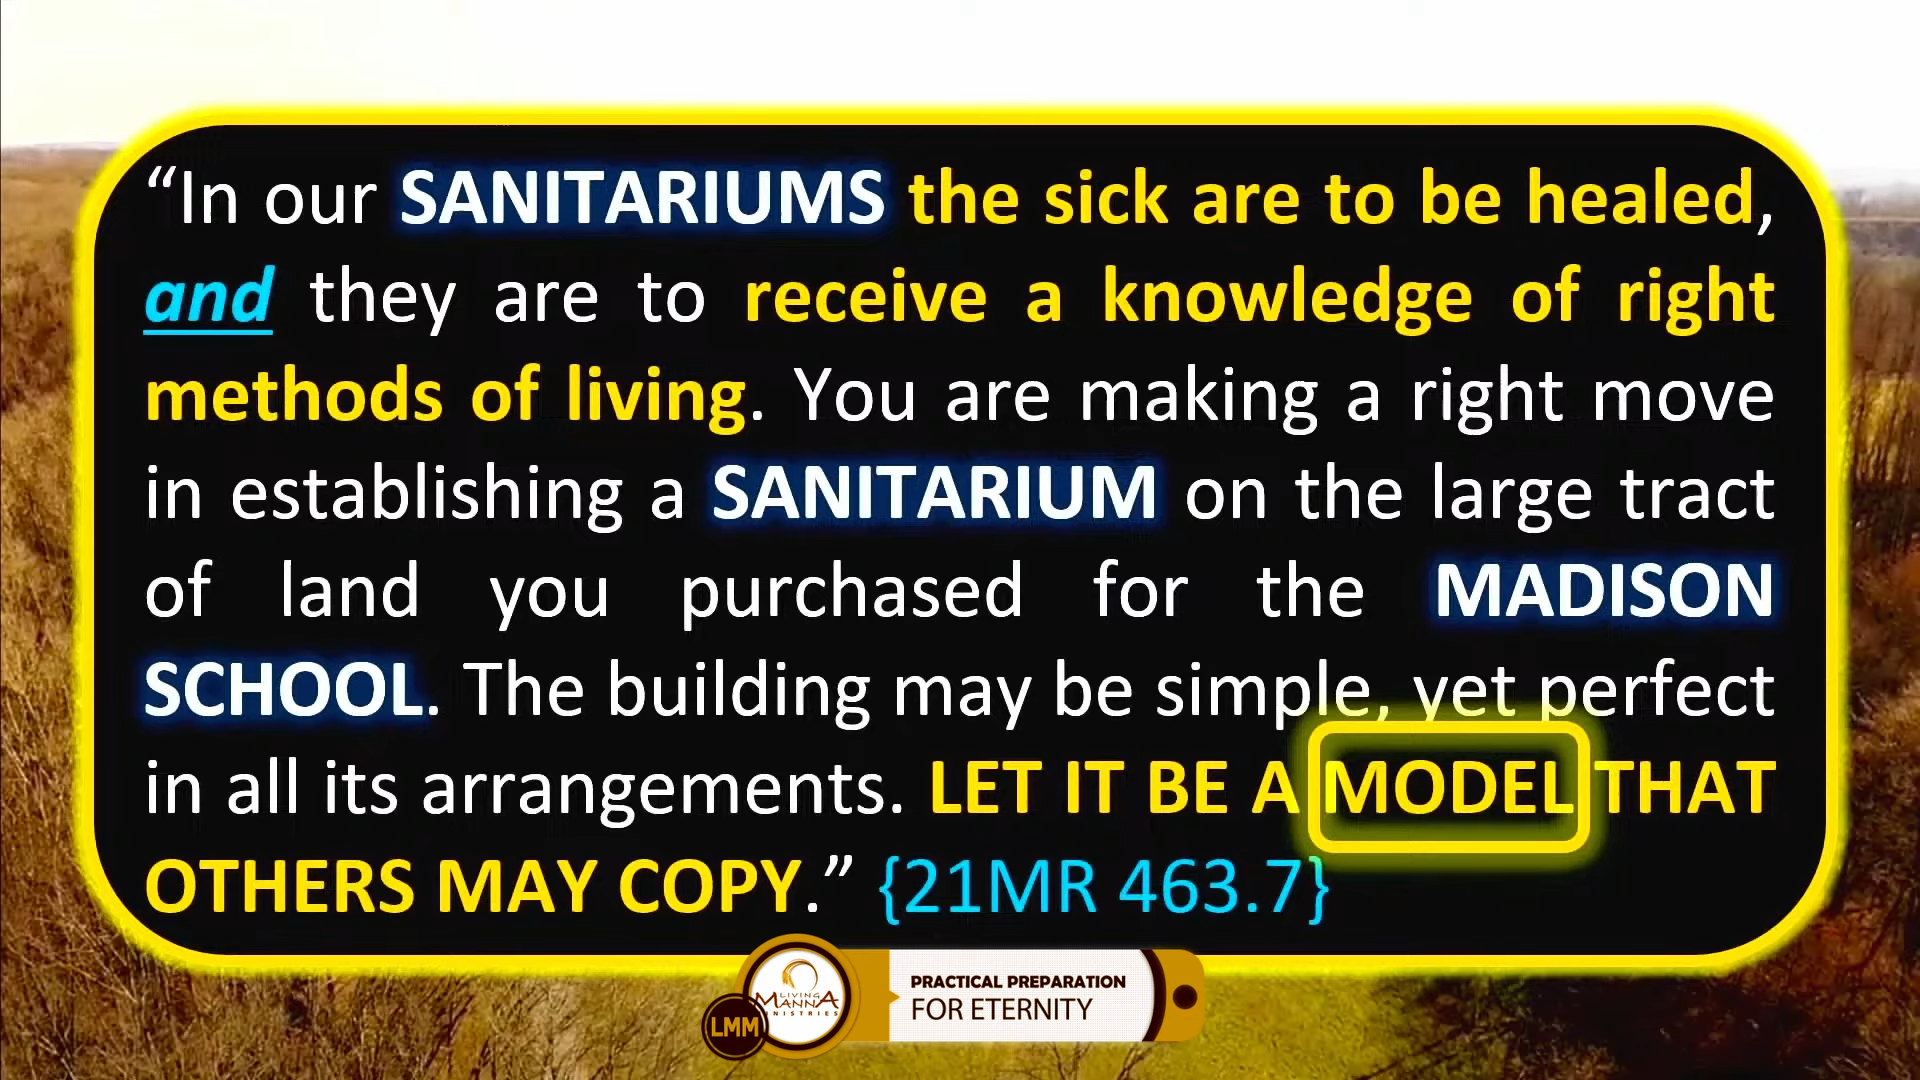 “In our SANITARIUMS the sick are to be healed,
and they are to receive a knowledge of right
methods of living. You are making a right move
in establishing a SANITARIUM on the large tract
of land you purchased for the MADISON
SCHOOL. The building may be simple, yet perfect
in all its arrangements. LET IT BE A MODEL THAT
OTHERS MAY COPY.” {21MR 463.7}
LIVING
MANNA
MINISTRIES
LMM
PRACTICAL PREPARATION
FOR ETERNITY